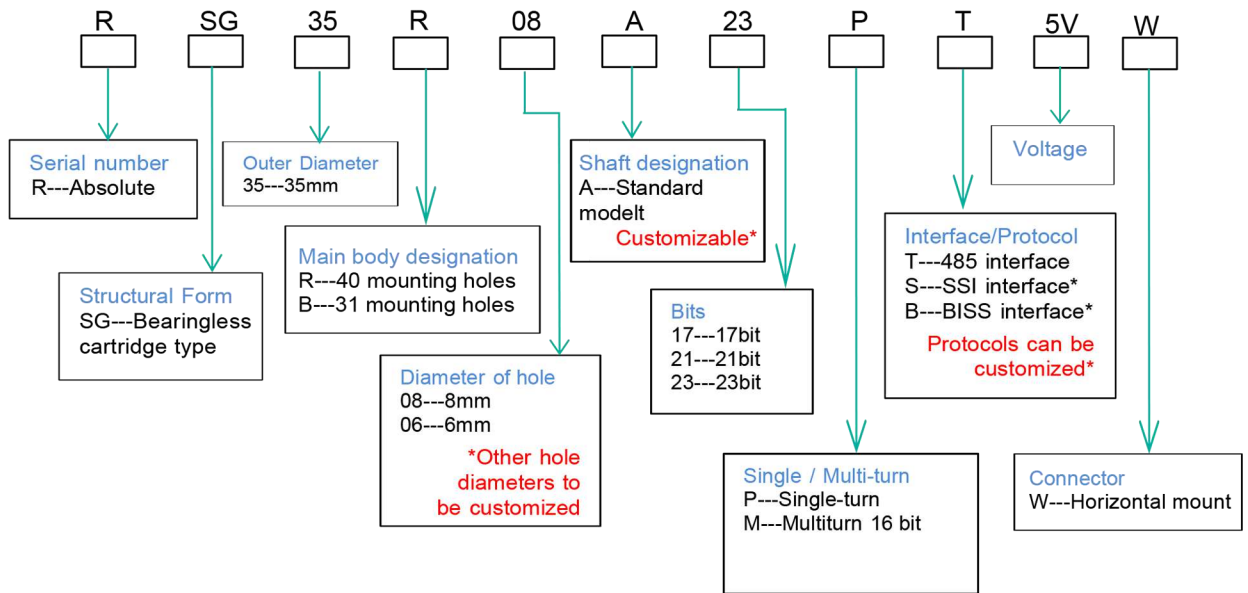 R SG 35 R 08 A 23 P T 5V W
Serial number
R---Absolute
Outer Diameter
35---35mm
Shaft designation
A---Standard
modelt
Customizable*
Voltage
Structural Form
SG---Bearingless
cartridge type
Main body designation
R---40 mounting holes
B---31 mounting holes
Interface/Protocol
T---485 interface
S---SSI interface*
B---BISS interface*
Protocols can be
customized*
Bits
17---17bit
21---21bit
23---23bit
Diameter of hole
08---8mm
06---6mm
*Other hole
diameters to
be customized
Single / Multi-turn
P---Single-turn
M---Multiturn 16 bit
Connector
W---Horizontal mount